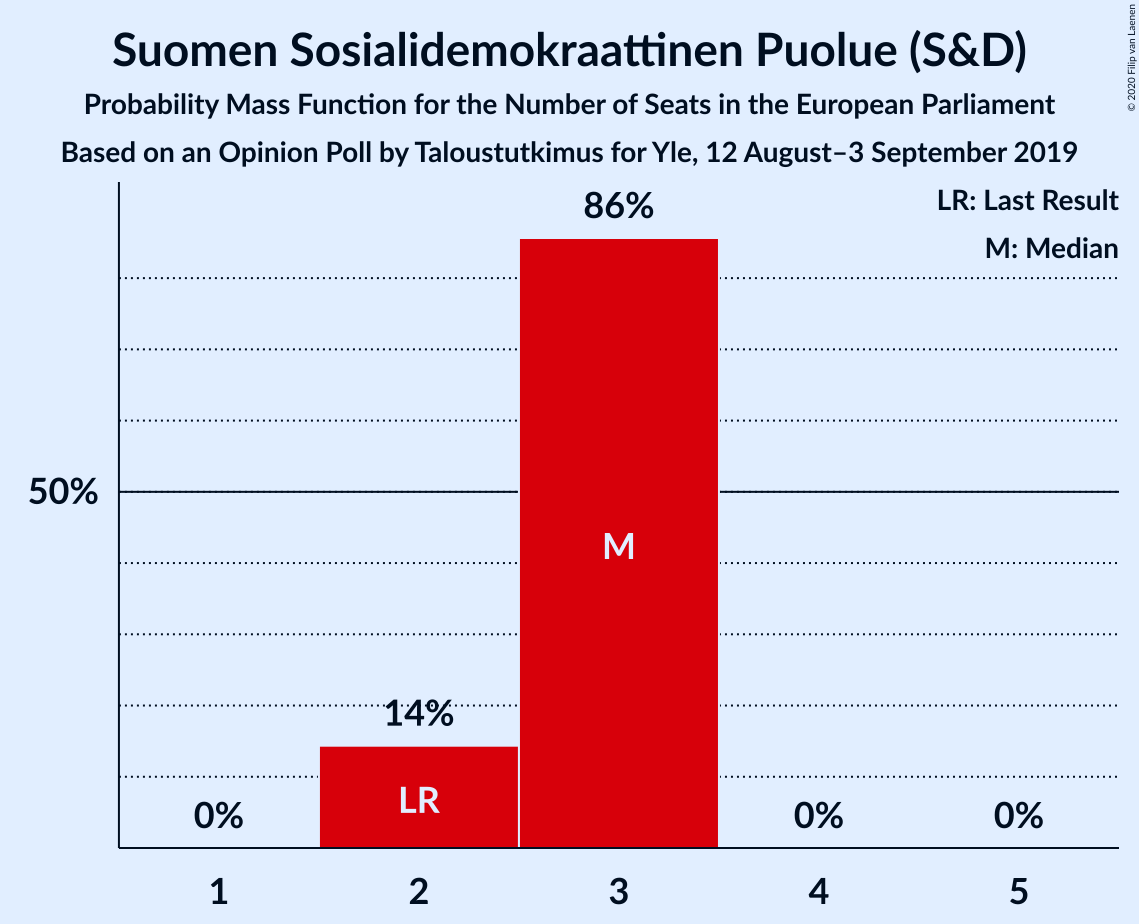 Suomen Sosialidemokraattinen Puolue (S&D)
Probability Mass Function for the Number of Seats in the European Parliament
Based on an Opinion Poll by Taloustutkimus for Yle, 12 August–3 September 2019
© 2020 Filip van Laenen
LR: Last Result
M: Median
86%
50%
M
14%
LR
0%
0%
0%
1
2
3
4
5